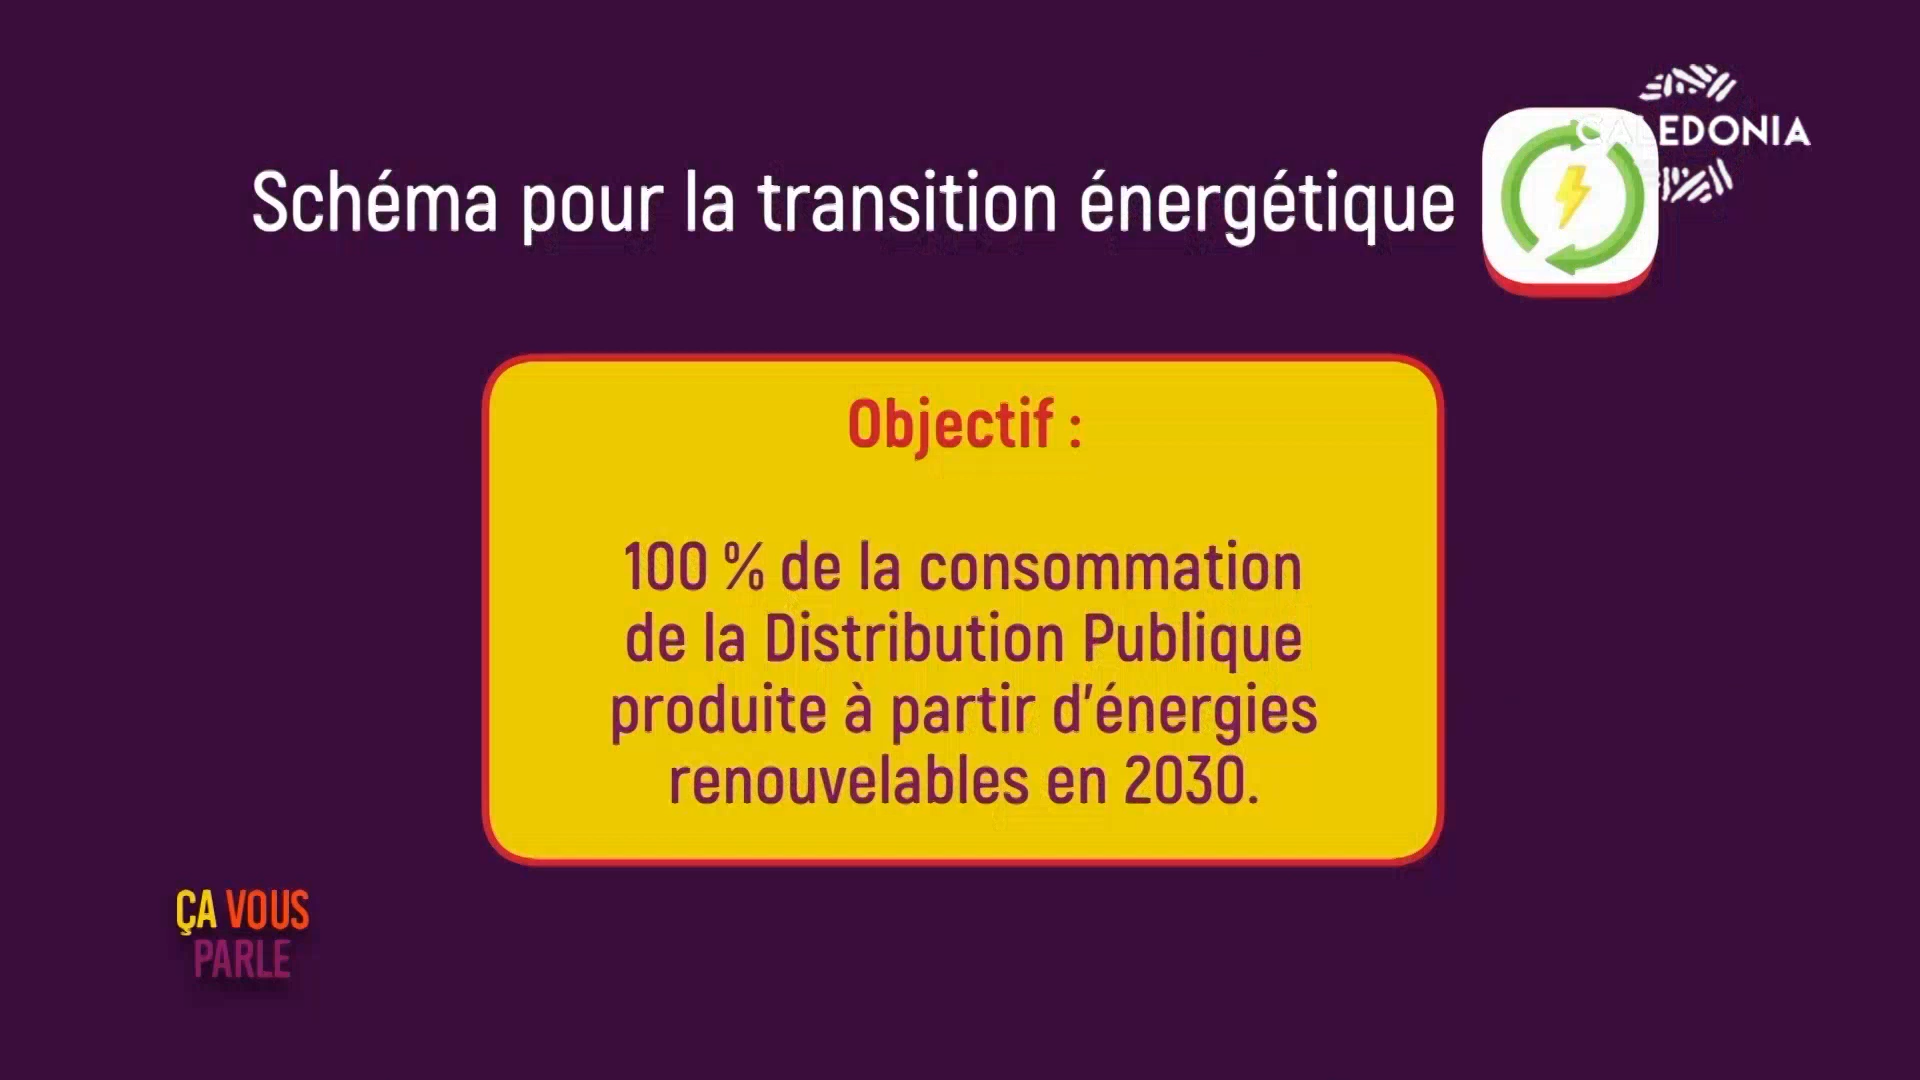 CALEDONIA
Schéma pour la transition énergétique
Objectif :
100 % de la consommation
de la Distribution Publique
produite à partir d’énergies
renouvelables en 2030.
ÇA VOUS
PARLE